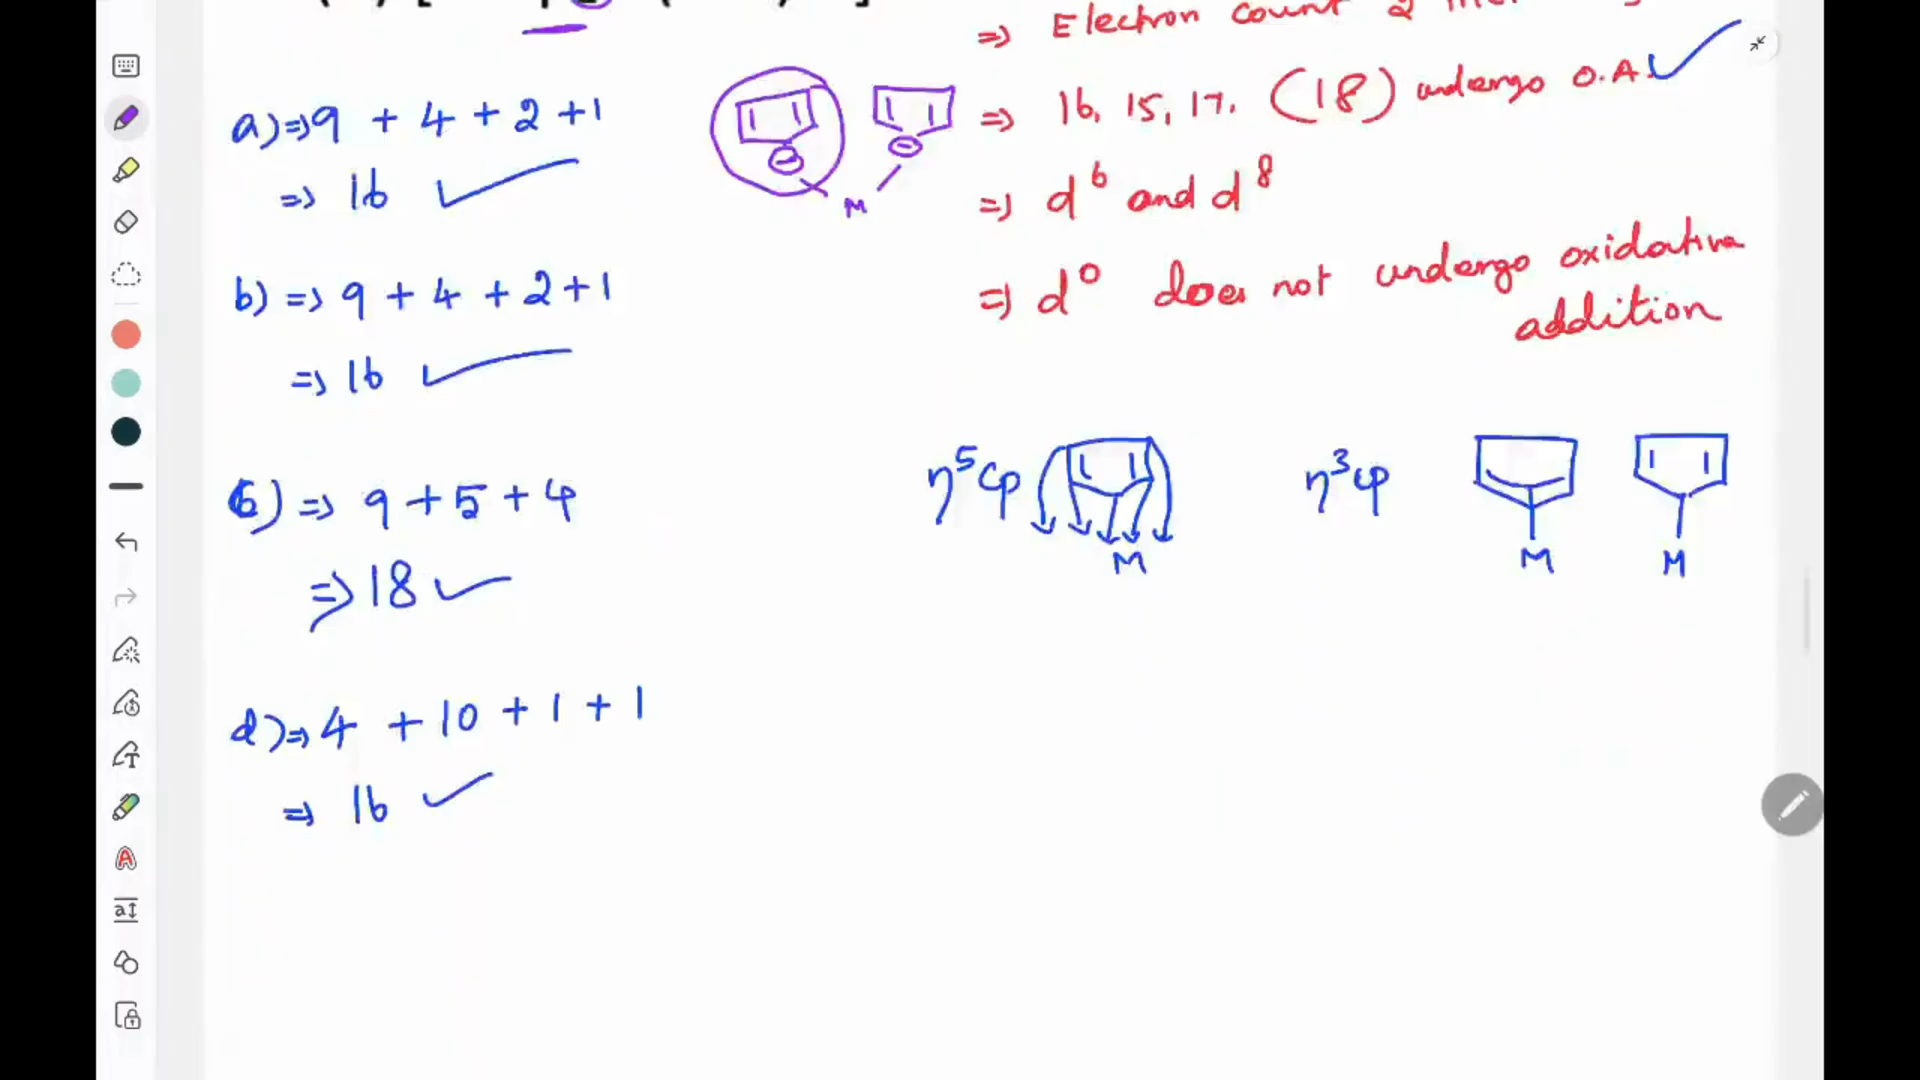 => Electron count 2
a)=>9 + 4 + 2 + 1
=> 16, 15, 17. (18) undergo O.A.
=> 16
M
=> d⁶ and d⁸
b) => 9 + 4 + 2 + 1
=> d⁰ does not undergo oxidative
addition
=> 16
c) => 9 + 5 + 4
η⁵Cp
M
η³Cp
M
M
=> 18
d)=> 4 + 10 + 1 + 1
=> 16